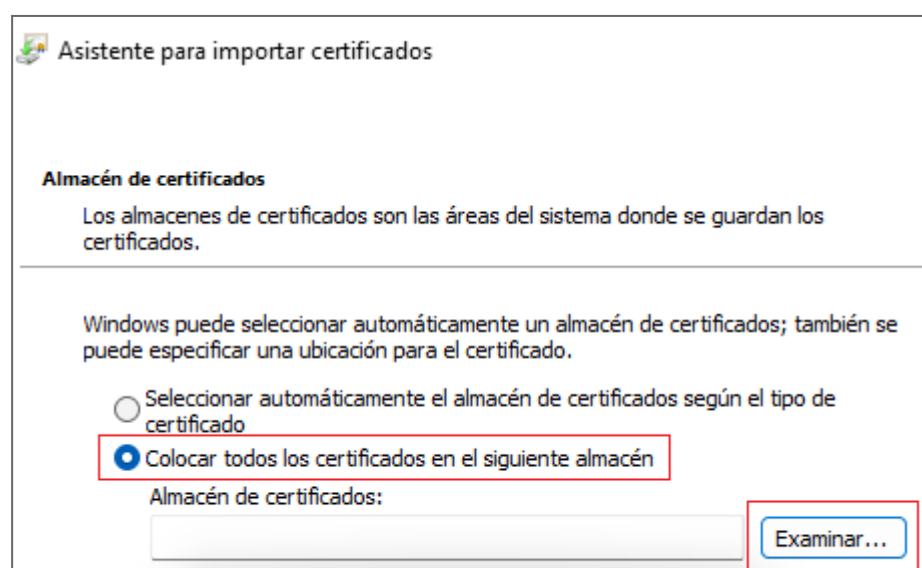 Asistente para importar certificados
Almacén de certificados
Los almacenes de certificados son las áreas del sistema donde se guardan los
certificados.
Windows puede seleccionar automáticamente un almacén de certificados; también se
puede especificar una ubicación para el certificado.
Seleccionar automáticamente el almacén de certificados según el tipo de
certificado
Colocar todos los certificados en el siguiente almacén
Almacén de certificados:
Examinar...